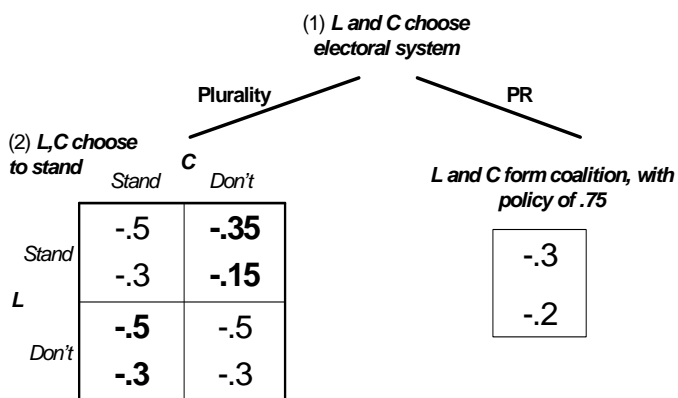 (1) L and C choose
electoral system
Plurality
PR
(2) L,C choose
to stand
C
Stand Don't
L and C form coalition, with
policy of .75
Stand
-.5 -.35
-.3 -.15
L
Don't
-.5 -.5
-.3 -.3
-.3
-.2